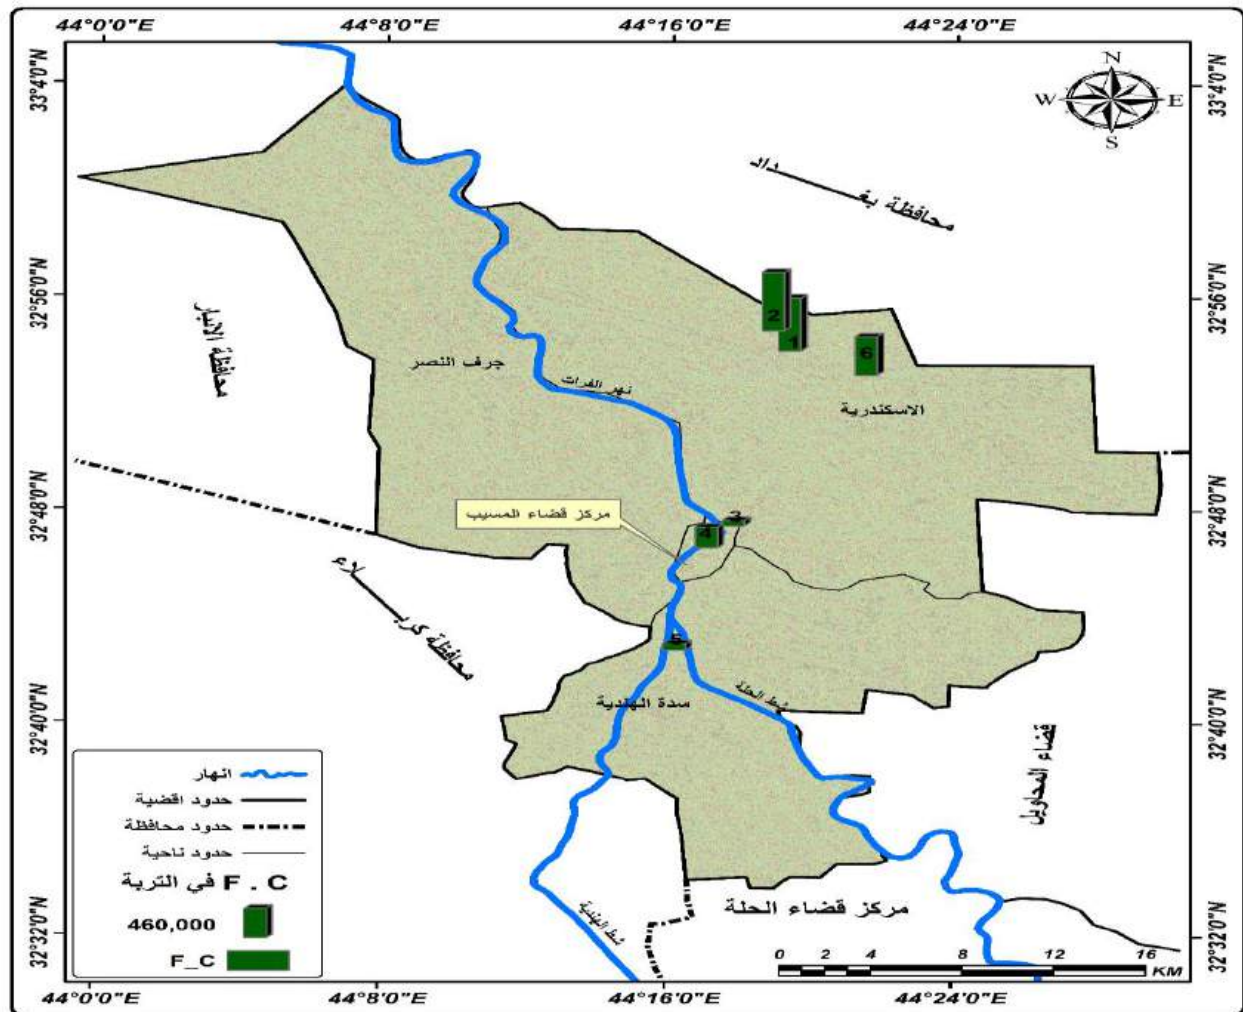 44°0'0"E 44°8'0"E 44°16'0"E 44°24'0"E
33°4'0"N
33°4'0"N
N
W E
S
محافظة بغـــداد
32°56'0"N
32°56'0"N
محافظة الانبار
2
1
6
جرف النصر
نهر الفرات
الاسكندرية
32°48'0"N
32°48'0"N
مركز قضاء المسيب
3
4
محافظة كربـــلاء
5
سدة الهندية
شط الحلة
32°40'0"N
32°40'0"N
قضاء المحاويل
انهار
حدود اقضية
حدود محافظة
حدود ناحية
F . C في التربة
460,000
F_C
مركز قضاء الحلة
شط الهندية
32°32'0"N
32°32'0"N
0 2 4 8 12 16
KM
44°0'0"E 44°8'0"E 44°16'0"E 44°24'0"E